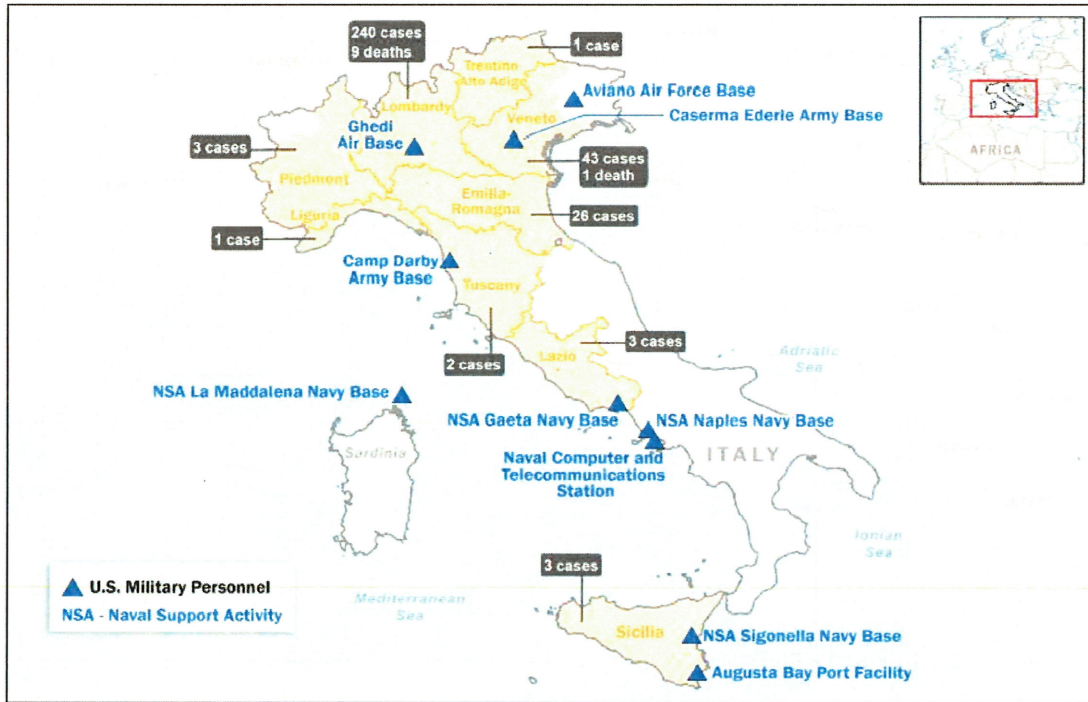 240 cases
9 deaths
1 case
Trentino-
Alto Adige
Lombardy
Aviano Air Force Base
Veneto
Caserma Ederle Army Base
Ghedi
Air Base
3 cases
43 cases
1 death
Piedmont
Emilia-
Romagna
Liguria
26 cases
1 case
Camp Darby
Army Base
Tuscany
3 cases
Lazio
2 cases
Adriatic
Sea
NSA La Maddalena Navy Base
NSA Gaeta Navy Base
NSA Naples Navy Base
Sardinia
ITALY
Naval Computer and
Telecommunications
Station
Ionian
Sea
3 cases
U.S. Military Personnel
NSA - Naval Support Activity
Mediterranean
Sea
Sicilia
NSA Sigonella Navy Base
Augusta Bay Port Facility
EUROPE
AFRICA